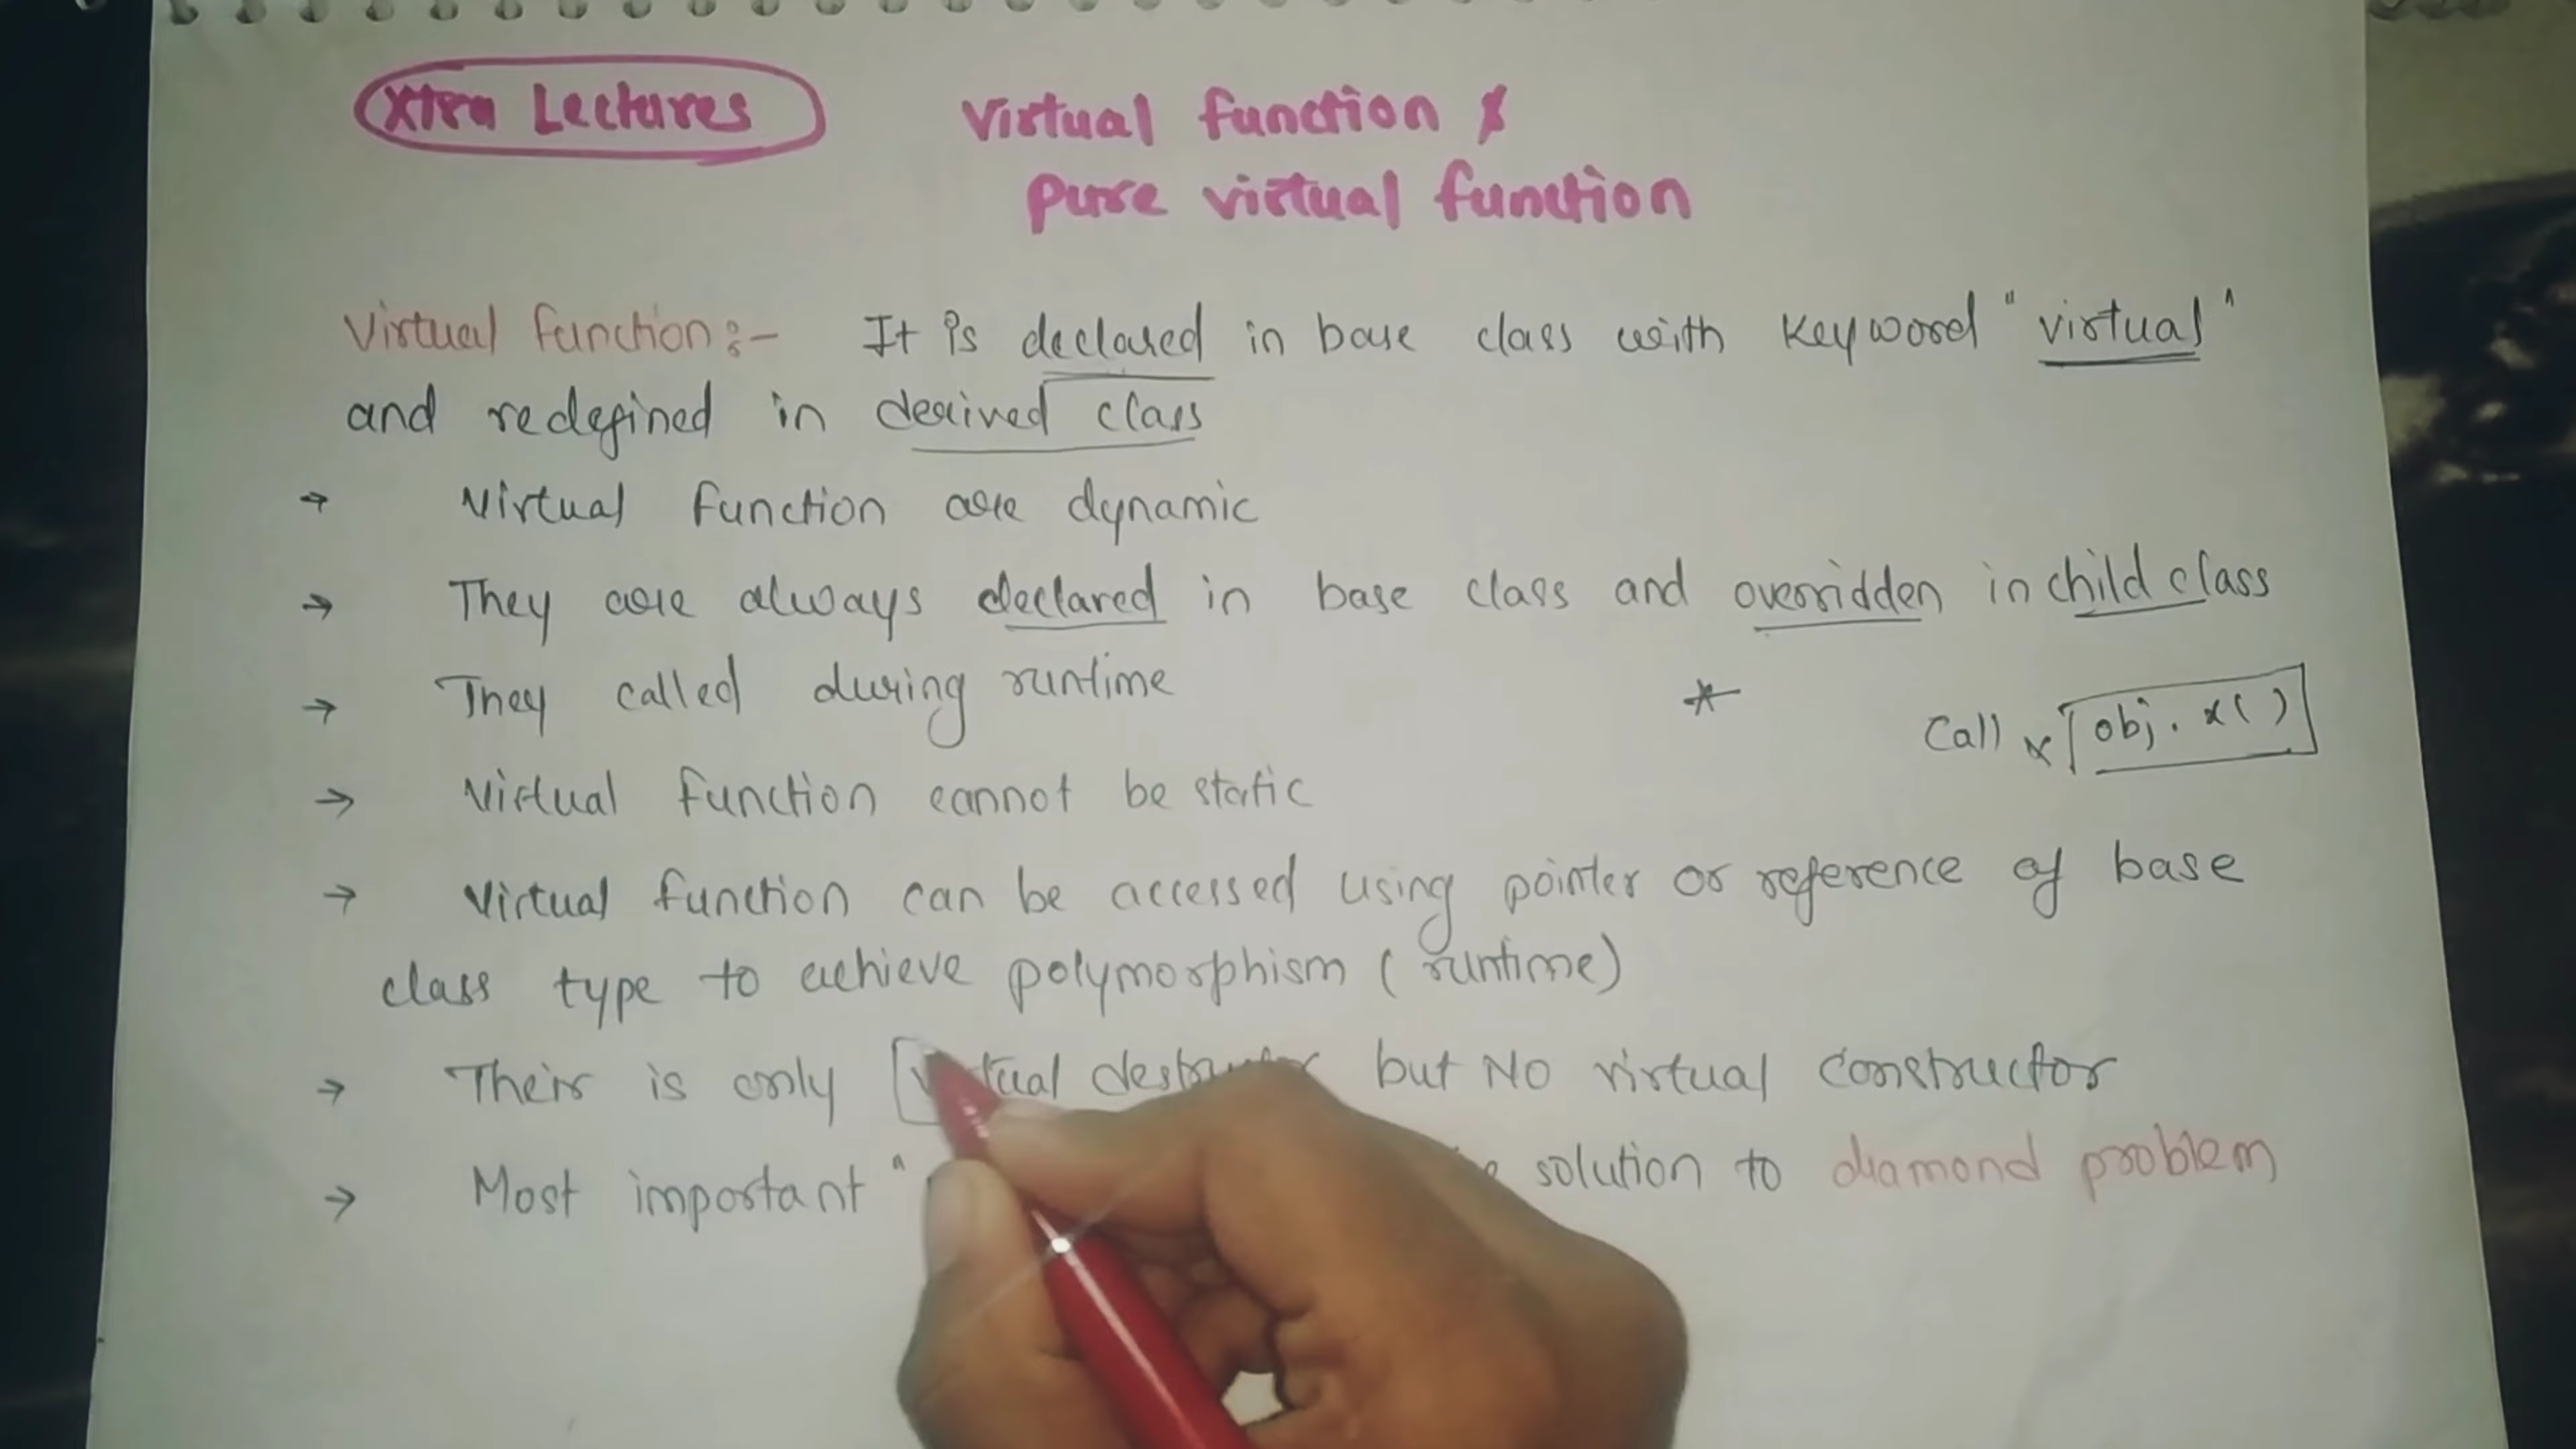 Xtra Lectures
Virtual function &
pure virtual function
Virtual function:- It is declared in base class with keyword "virtual"
and redefined in derived class
→ Virtual function are dynamic
→ They are always declared in base class and overridden in child class
→ They called during runtime
* Call x obj. x()
→ Virtual function cannot be static
→ Virtual function can be accessed using pointer or reference of base
class type to achieve polymorphism (runtime)
→ Their is only virtual destructor but No virtual constructor
→ Most important " solution to diamond problem